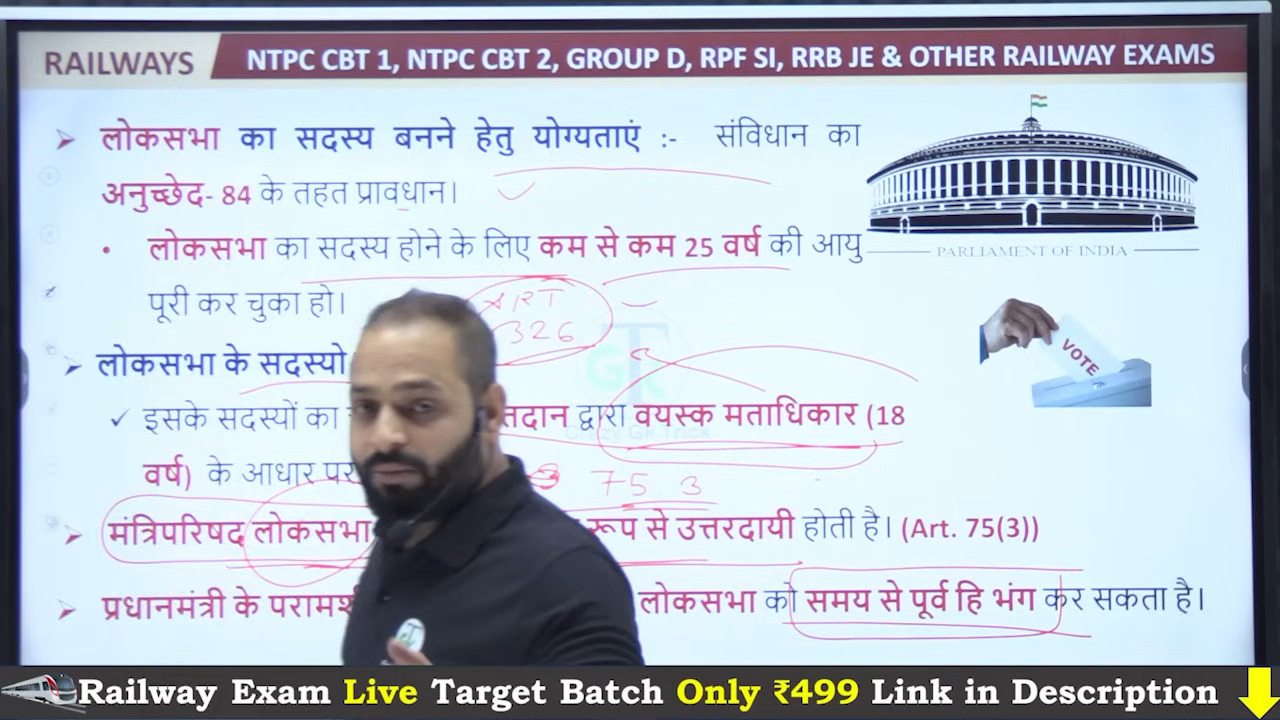 RAILWAYS NTPC CBT 1, NTPC CBT 2, GROUP D, RPF SI, RRB JE & OTHER RAILWAY EXAMS
लोकसभा का सदस्य बनने हेतु योग्यताएं :- संविधान का
अनुच्छेद- 84 के तहत प्रावधान।
लोकसभा का सदस्य होने के लिए कम से कम 25 वर्ष की आयु
पूरी कर चुका हो।
PARLIAMENT OF INDIA
ART
326
लोकसभा के सदस्यो
VOTE
इसके सदस्यों का तदान द्वारा वयस्क मताधिकार (18
वर्ष) के आधार पर
75.3
मंत्रिपरिषद लोकसभा रूप से उत्तरदायी होती है। (Art. 75(3))
प्रधानमंत्री के लोकसभा को समय से पूर्व हि भंग कर सकता है।
Railway Exam Live Target Batch Only ₹499 Link in Description